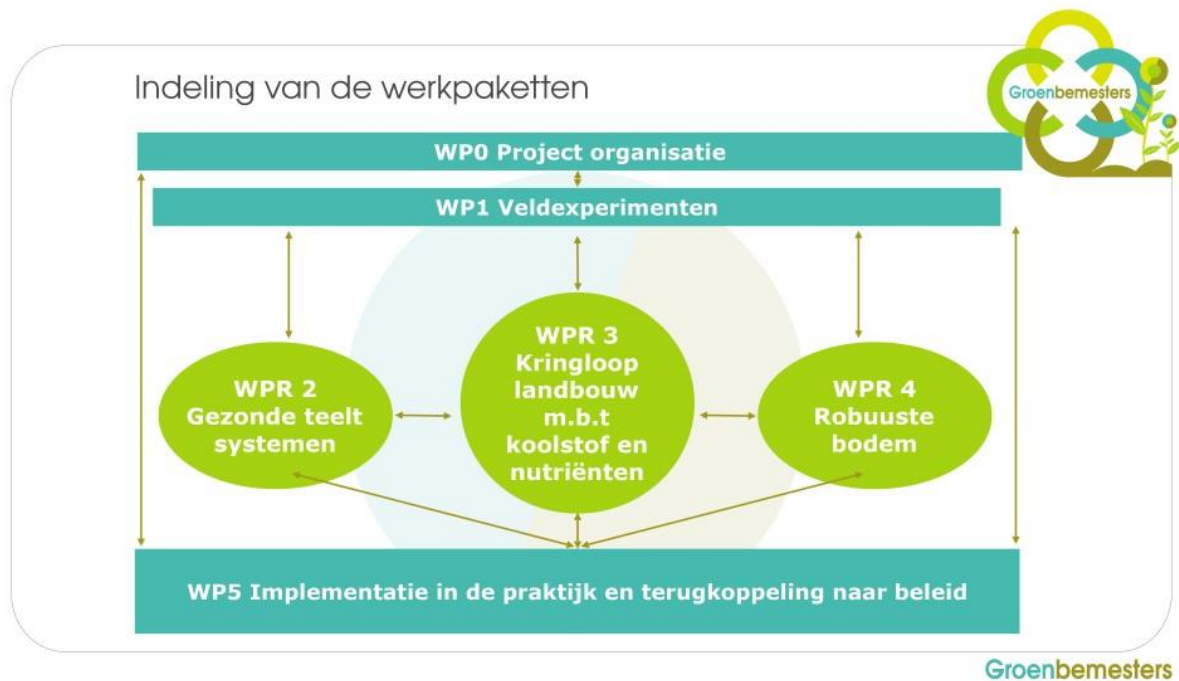 Indeling van de werkpaketten
Groenbemesters
WP0 Project organisatie
WP1 Veldexperimenten
WPR 2
Gezonde teelt
systemen
WPR 3
Kringloop
landbouw
m.b.t
koolstof en
nutriënten
WPR 4
Robuuste
bodem
WP5 Implementatie in de praktijk en terugkoppeling naar beleid
Groenbemesters